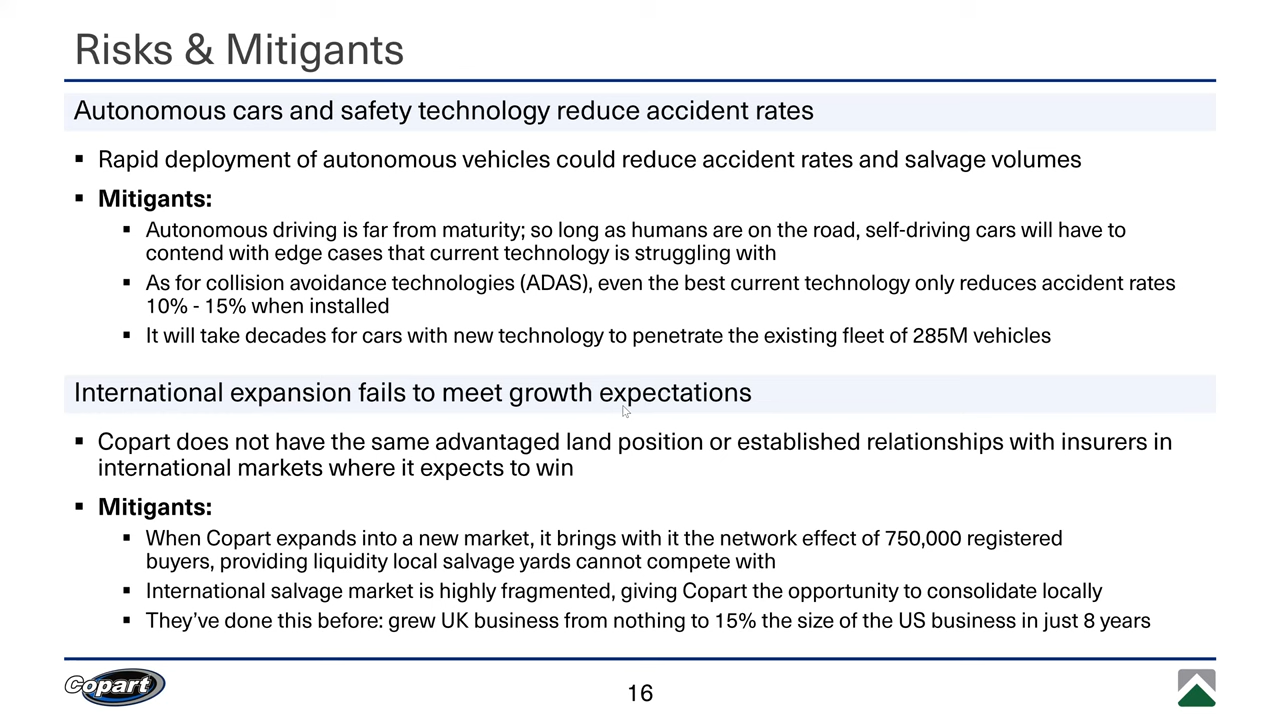 Risks & Mitigants
Autonomous cars and safety technology reduce accident rates
▪ Rapid deployment of autonomous vehicles could reduce accident rates and salvage volumes
▪ Mitigants:
▪ Autonomous driving is far from maturity; so long as humans are on the road, self-driving cars will have to
contend with edge cases that current technology is struggling with
▪ As for collision avoidance technologies (ADAS), even the best current technology only reduces accident rates
10% - 15% when installed
▪ It will take decades for cars with new technology to penetrate the existing fleet of 285M vehicles
International expansion fails to meet growth expectations
▪ Copart does not have the same advantaged land position or established relationships with insurers in
international markets where it expects to win
▪ Mitigants:
▪ When Copart expands into a new market, it brings with it the network effect of 750,000 registered
buyers, providing liquidity local salvage yards cannot compete with
▪ International salvage market is highly fragmented, giving Copart the opportunity to consolidate locally
▪ They've done this before: grew UK business from nothing to 15% the size of the US business in just 8 years
Copart
16